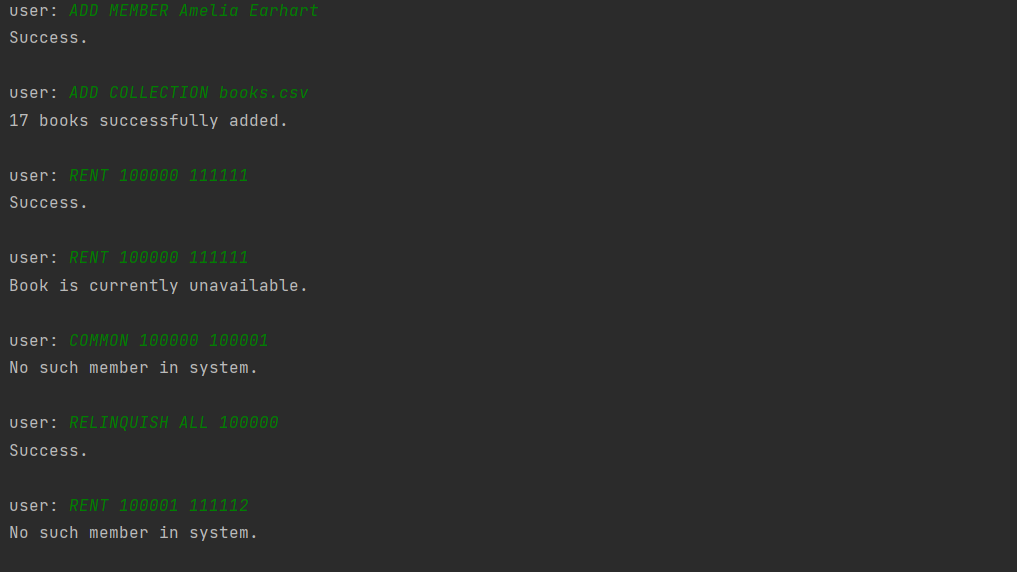 user: ADD MEMBER Amelia Earhart
Success.
user: ADD COLLECTION books.csv
17 books successfully added.
user: RENT 100000 111111
Success.
user: RENT 100000 111111
Book is currently unavailable.
user: COMMON 100000 100001
No such member in system.
user: RELINQUISH ALL 100000
Success.
user: RENT 100001 111112
No such member in system.